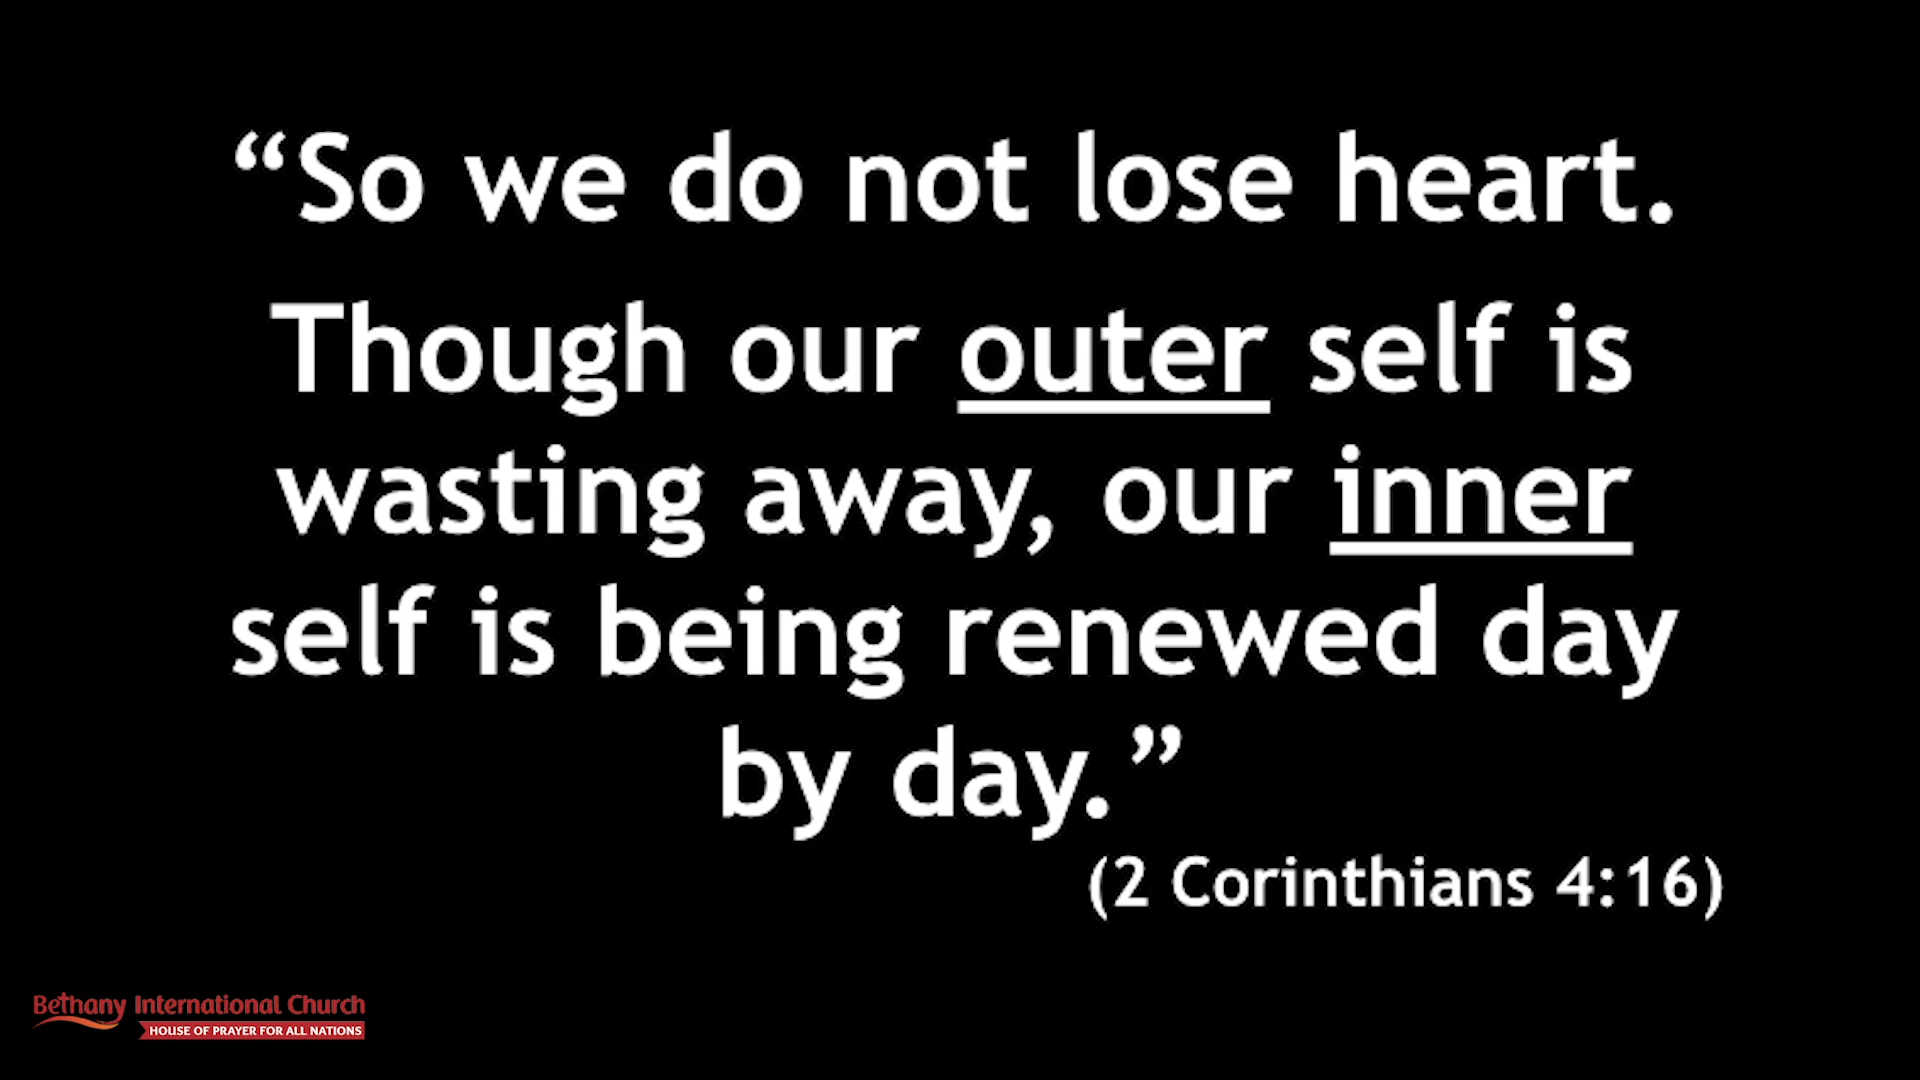 “So we do not lose heart.
Though our outer self is
wasting away, our inner
self is being renewed day
by day.”
(2 Corinthians 4:16)
Bethany International Church
HOUSE OF PRAYER FOR ALL NATIONS